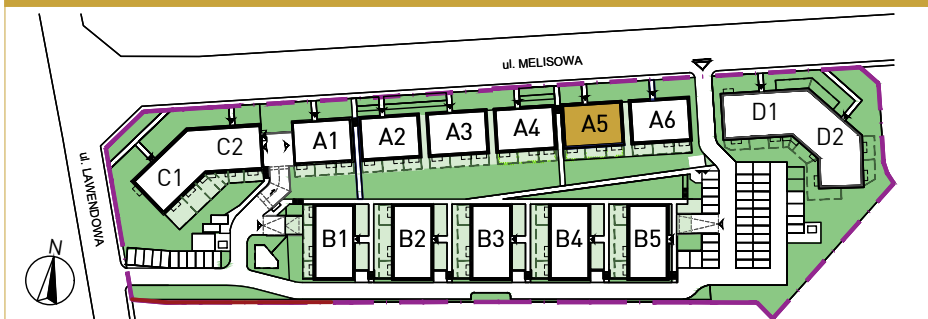 ul. MELISOWA
ul. LAWENDOWA
C1
C2
A1
A2
A3
A4
A5
A6
D1
D2
B1
B2
B3
B4
B5
N